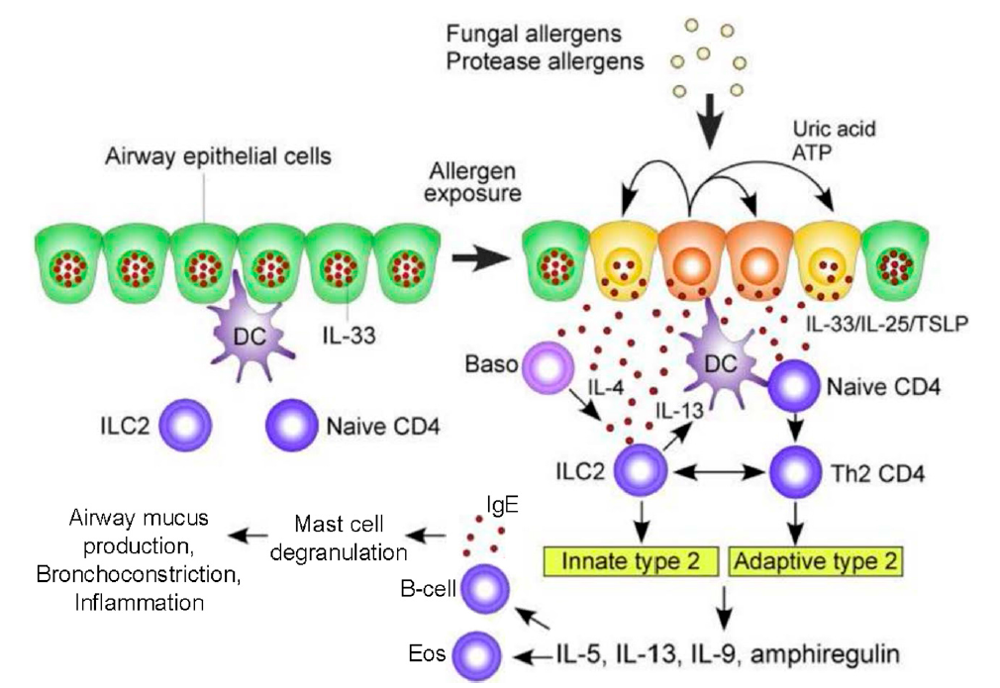 Fungal allergens
Protease allergens
Uric acid
ATP
Airway epithelial cells
Allergen
exposure
DC
IL-33
ILC2
Naive CD4
IL-33/IL-25/TSLP
Baso
DC
IL-4
Naive CD4
IL-13
ILC2
Th2 CD4
Innate type 2
Adaptive type 2
IL-5, IL-13, IL-9, amphiregulin
IgE
B-cell
Eos
Mast cell
degranulation
Airway mucus
production,
Bronchoconstriction,
Inflammation